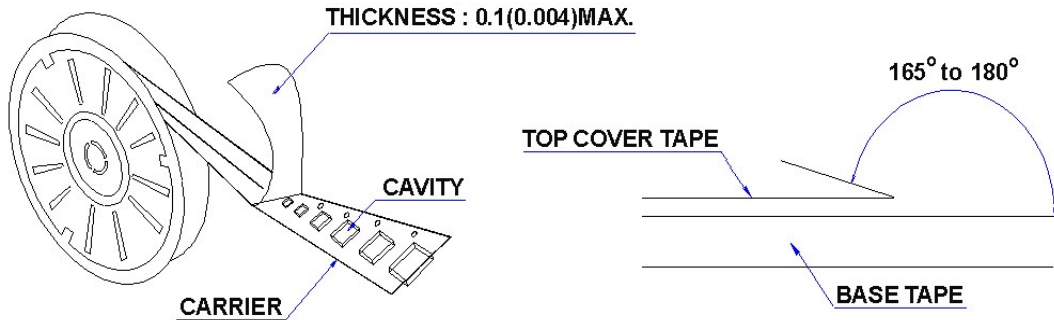 THICKNESS : 0.1(0.004)MAX.
165° to 180°
TOP COVER TAPE
CAVITY
CARRIER
BASE TAPE